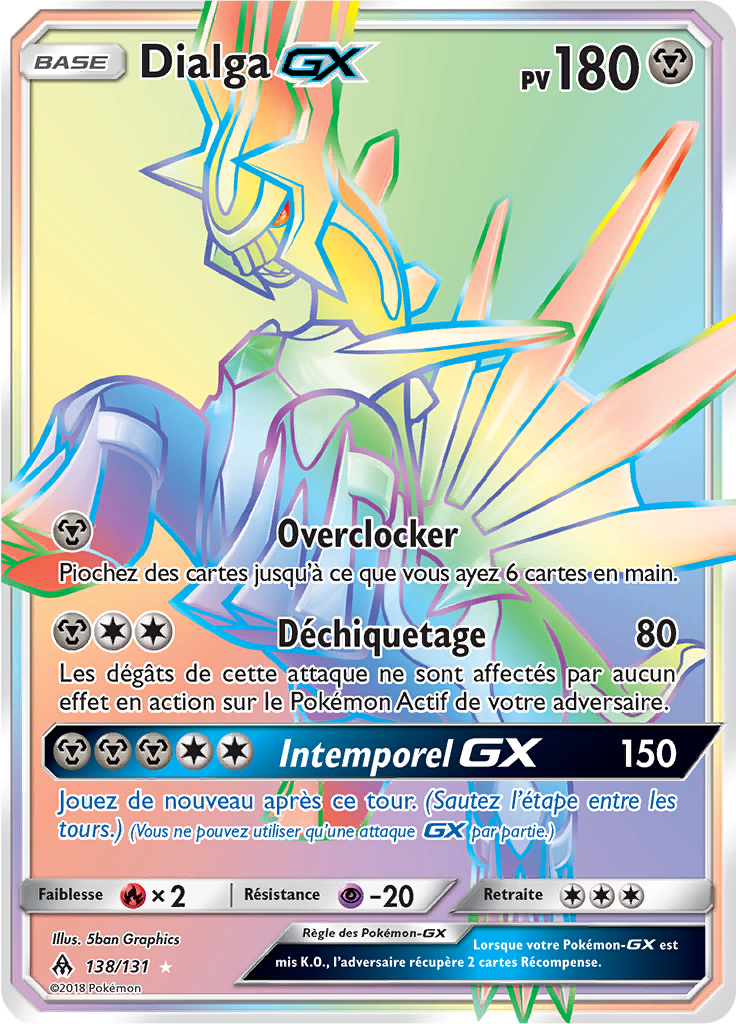 BASE Dialga GX PV 180
Overclocker
Piochez des cartes jusqu'à ce que vous ayez 6 cartes en main.
Déchiquetage 80
Les dégâts de cette attaque ne sont affectés par aucun
effet en action sur le Pokémon Actif de votre adversaire.
Intemporel GX 150
Jouez de nouveau après ce tour. (Sautez l'étape entre les
tours.) (Vous ne pouvez utiliser qu'une attaque GX par partie.)
Faiblesse × 2 Résistance -20 Retraite
Illus. 5ban Graphics
138/131
©2018 Pokémon
Règle des Pokémon-GX
Lorsque votre Pokémon-GX est
mis K.O., l'adversaire récupère 2 cartes Récompense.